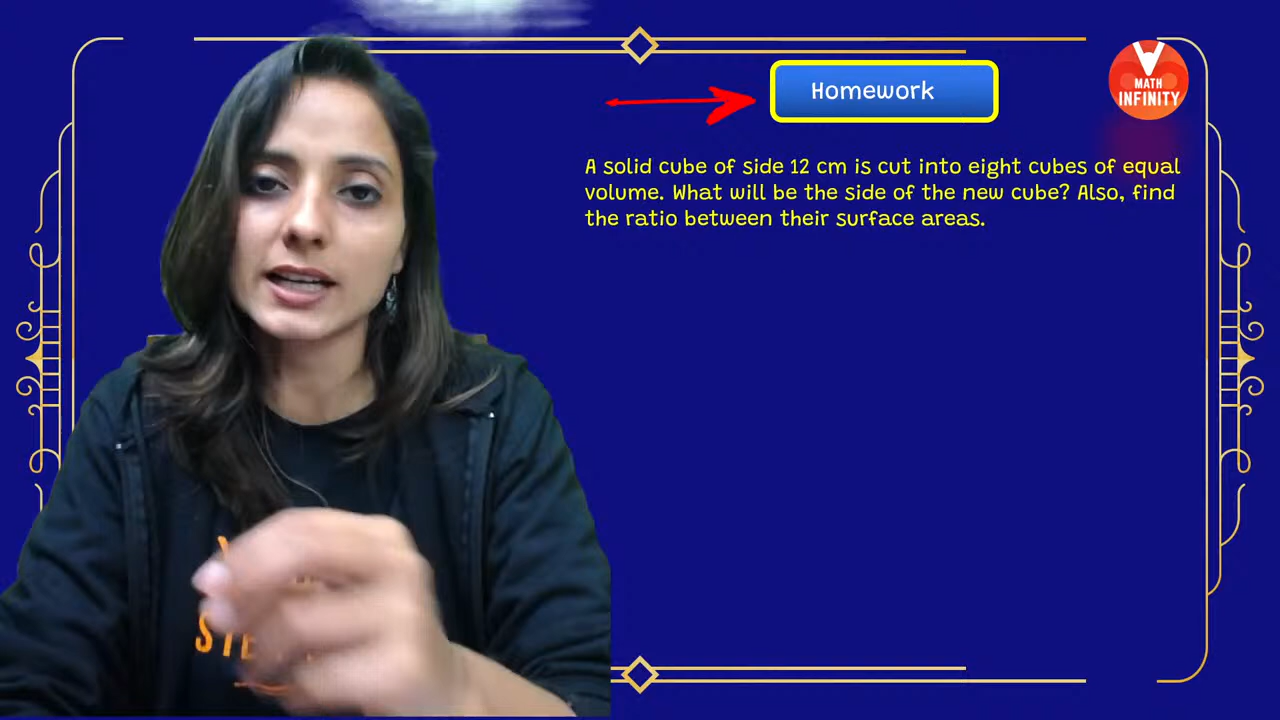 Homework
MATH
INFINITY
A solid cube of side 12 cm is cut into eight cubes of equal
volume. What will be the side of the new cube? Also, find
the ratio between their surface areas.